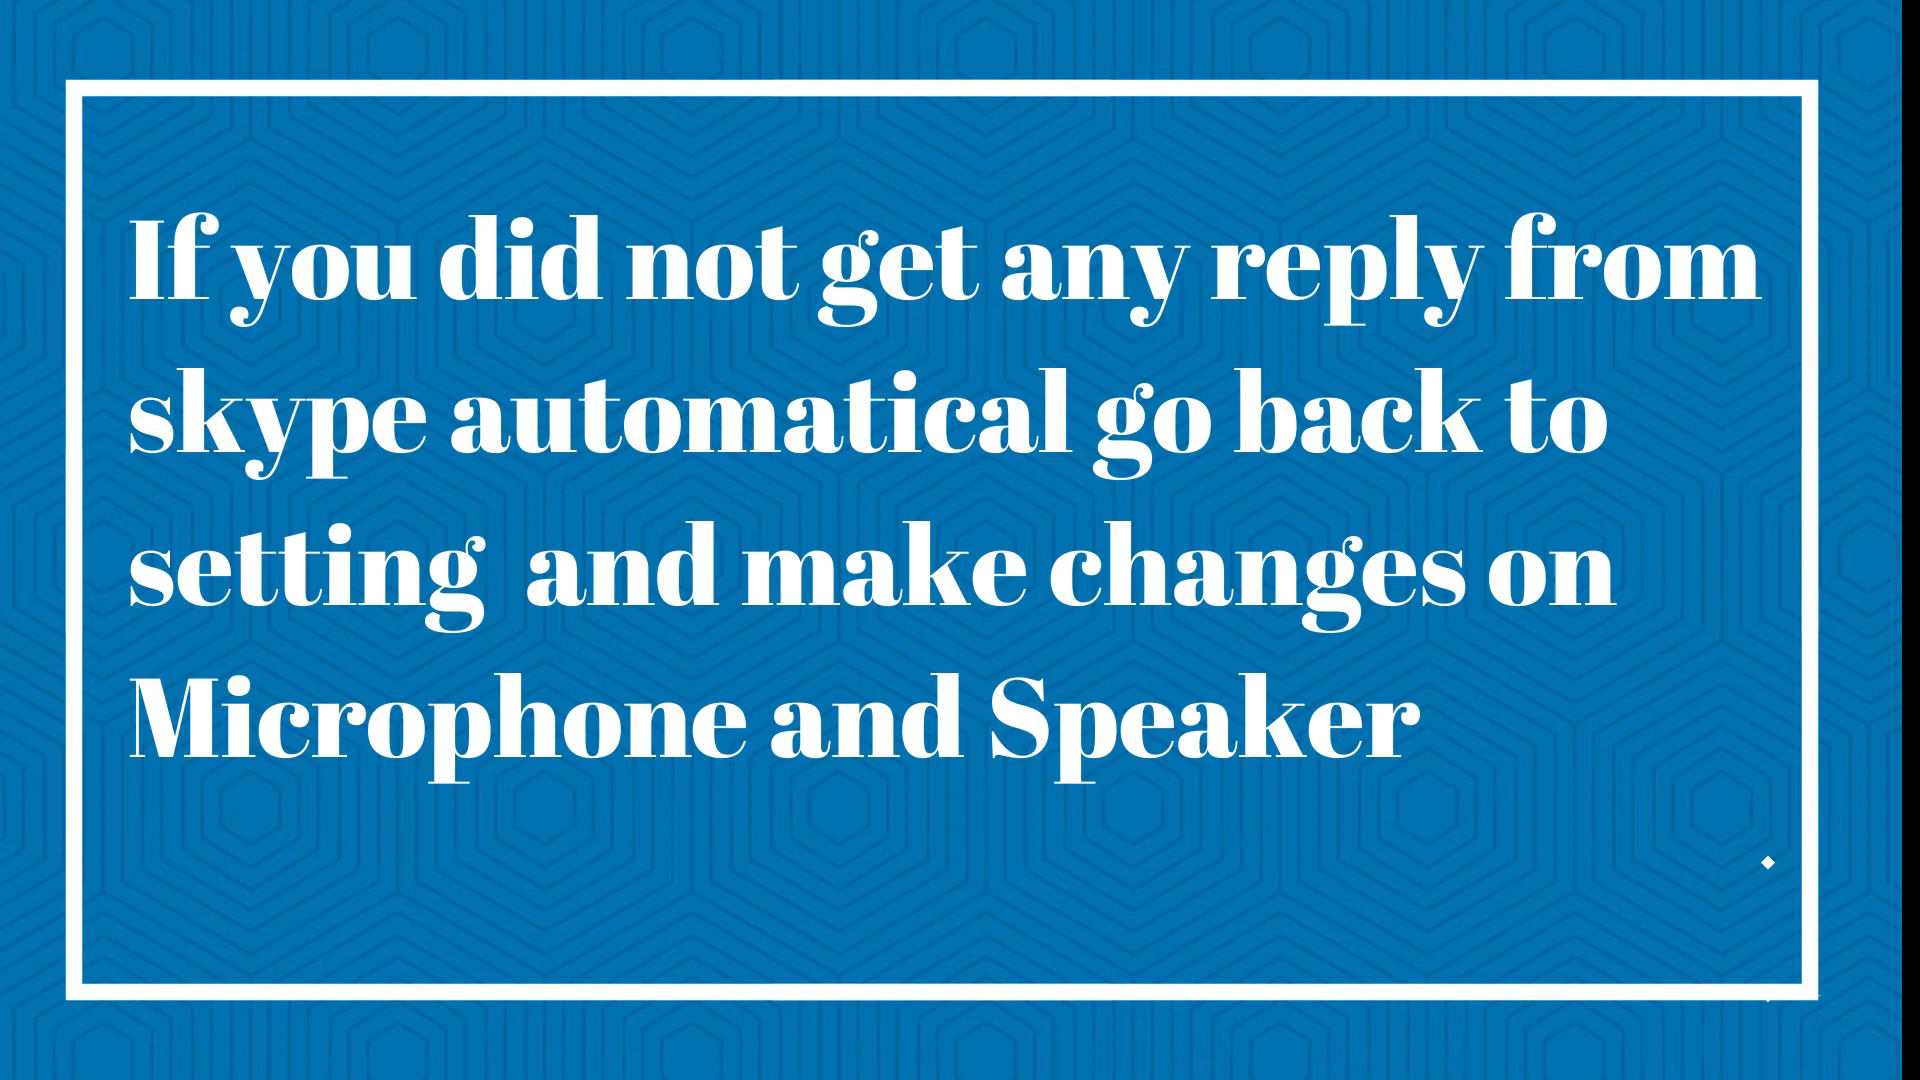 If you did not get any reply from
skype automatical go back to
setting  and make changes on
Microphone and Speaker